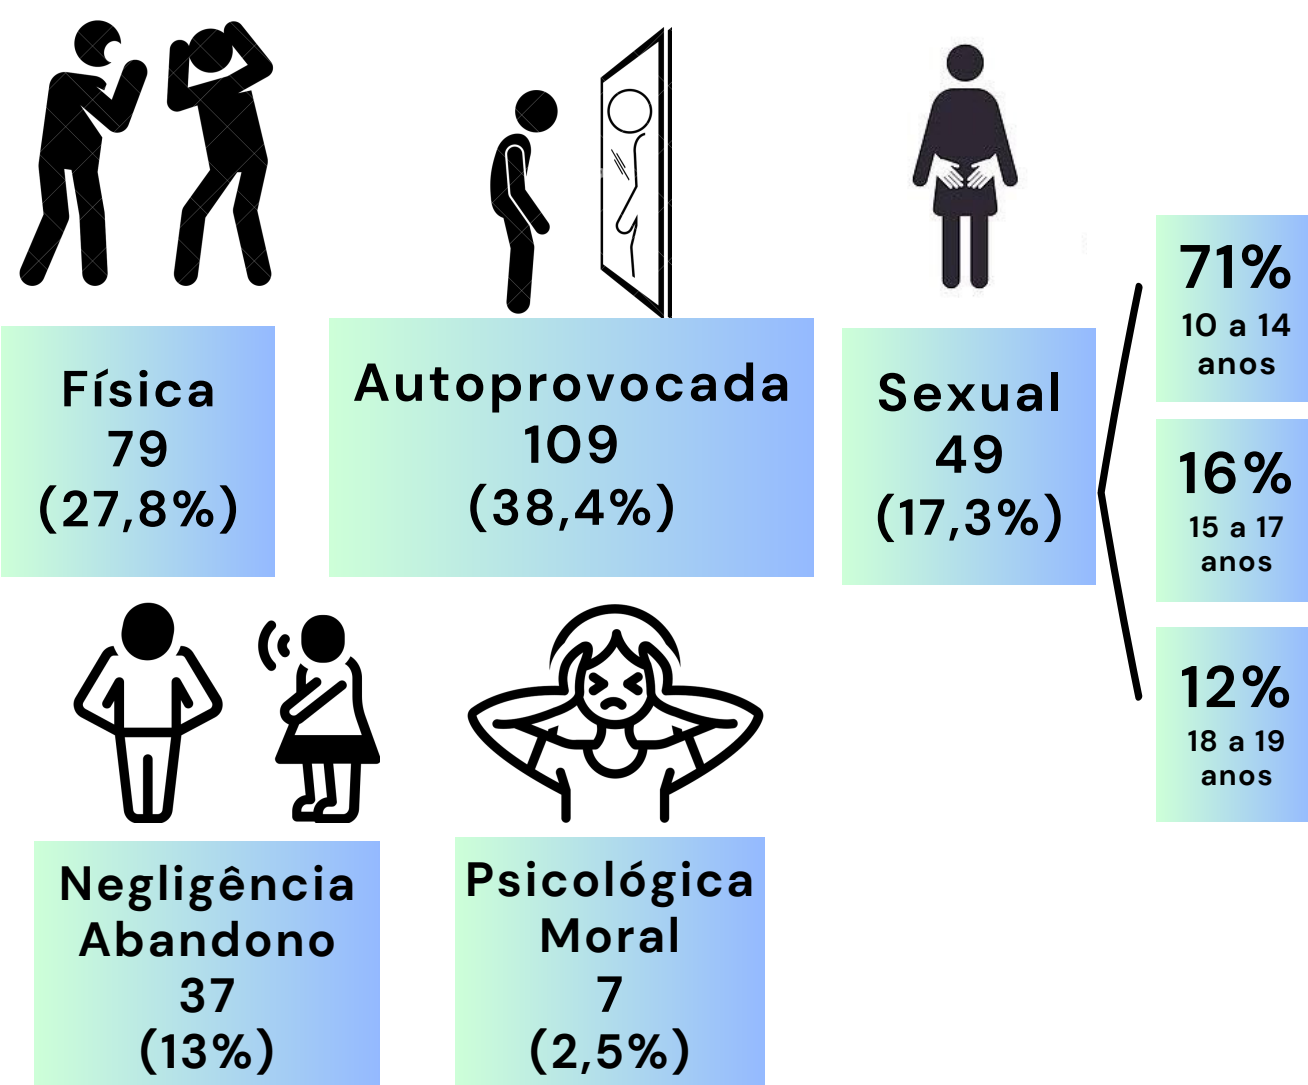 Física
79
(27,8%)
Autoprovocada
109
(38,4%)
Sexual
49
(17,3%)
71%
10 a 14
anos
16%
15 a 17
anos
12%
18 a 19
anos
Negligência
Abandono
37
(13%)
Psicológica
Moral
7
(2,5%)